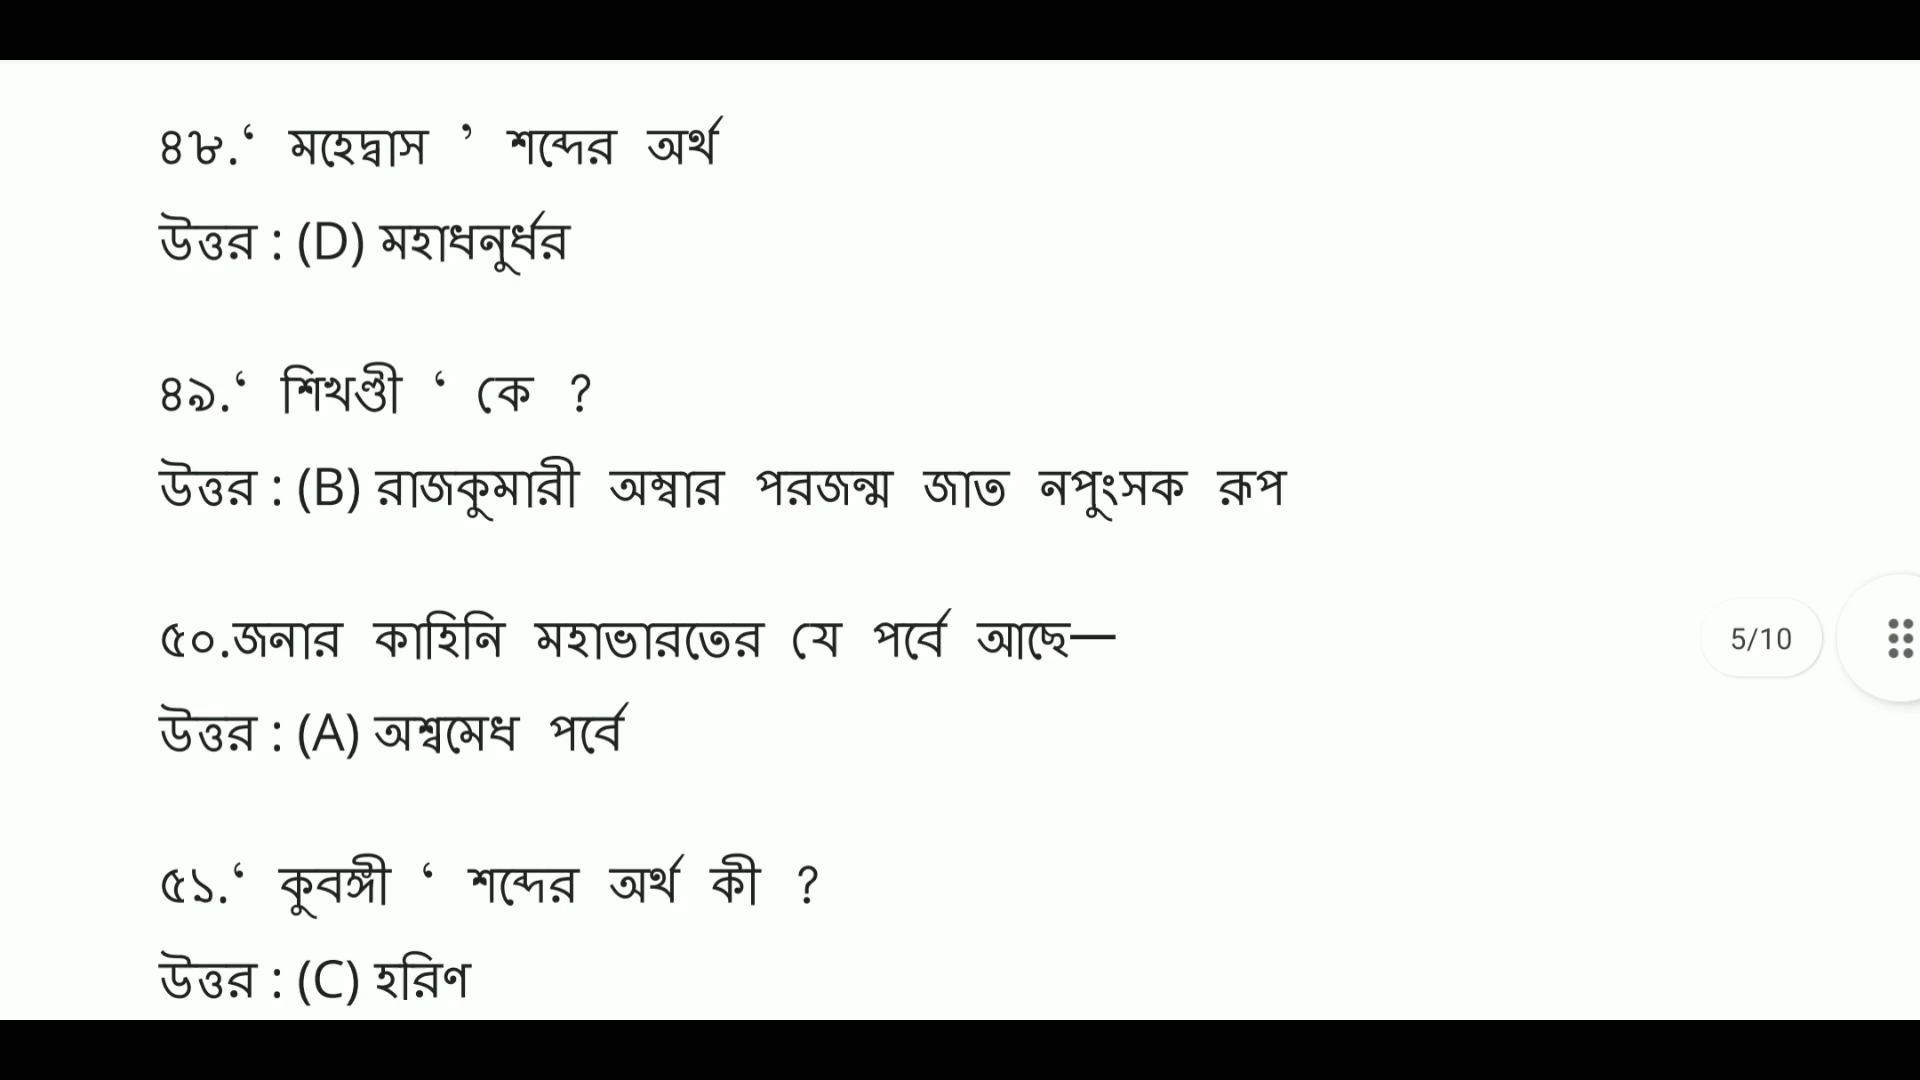 ৪৮.‘ মহেদ্বাস ’ শব্দের অর্থ
উত্তর : (D) মহাধনুর্ধর
৪৯.‘ শিখণ্ডী ‘ কে ?
উত্তর : (B) রাজকুমারী অম্বার পরজন্ম জাত নপুংসক রূপ
৫০.জনার কাহিনি মহাভারতের যে পর্বে আছে—
5/10
উত্তর : (A) অশ্বমেধ পর্বে
৫১.‘ কুবঙ্গী ‘ শব্দের অর্থ কী ?
উত্তর : (C) হরিণ